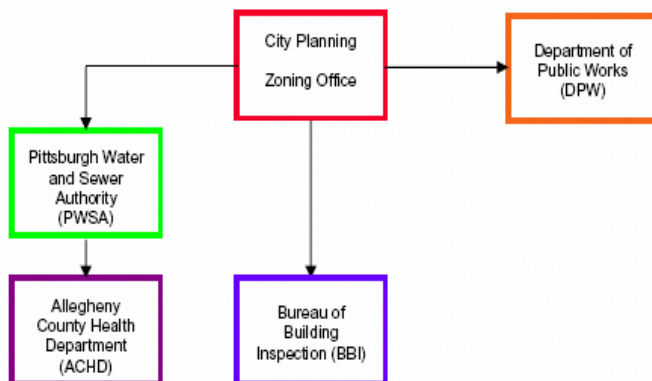 City Planning
Zoning Office
Department of
Public Works
(DPW)
Pittsburgh Water
and Sewer
Authority
(PWSA)
Allegheny
County Health
Department
(ACHD)
Bureau of
Building
Inspection (BBI)